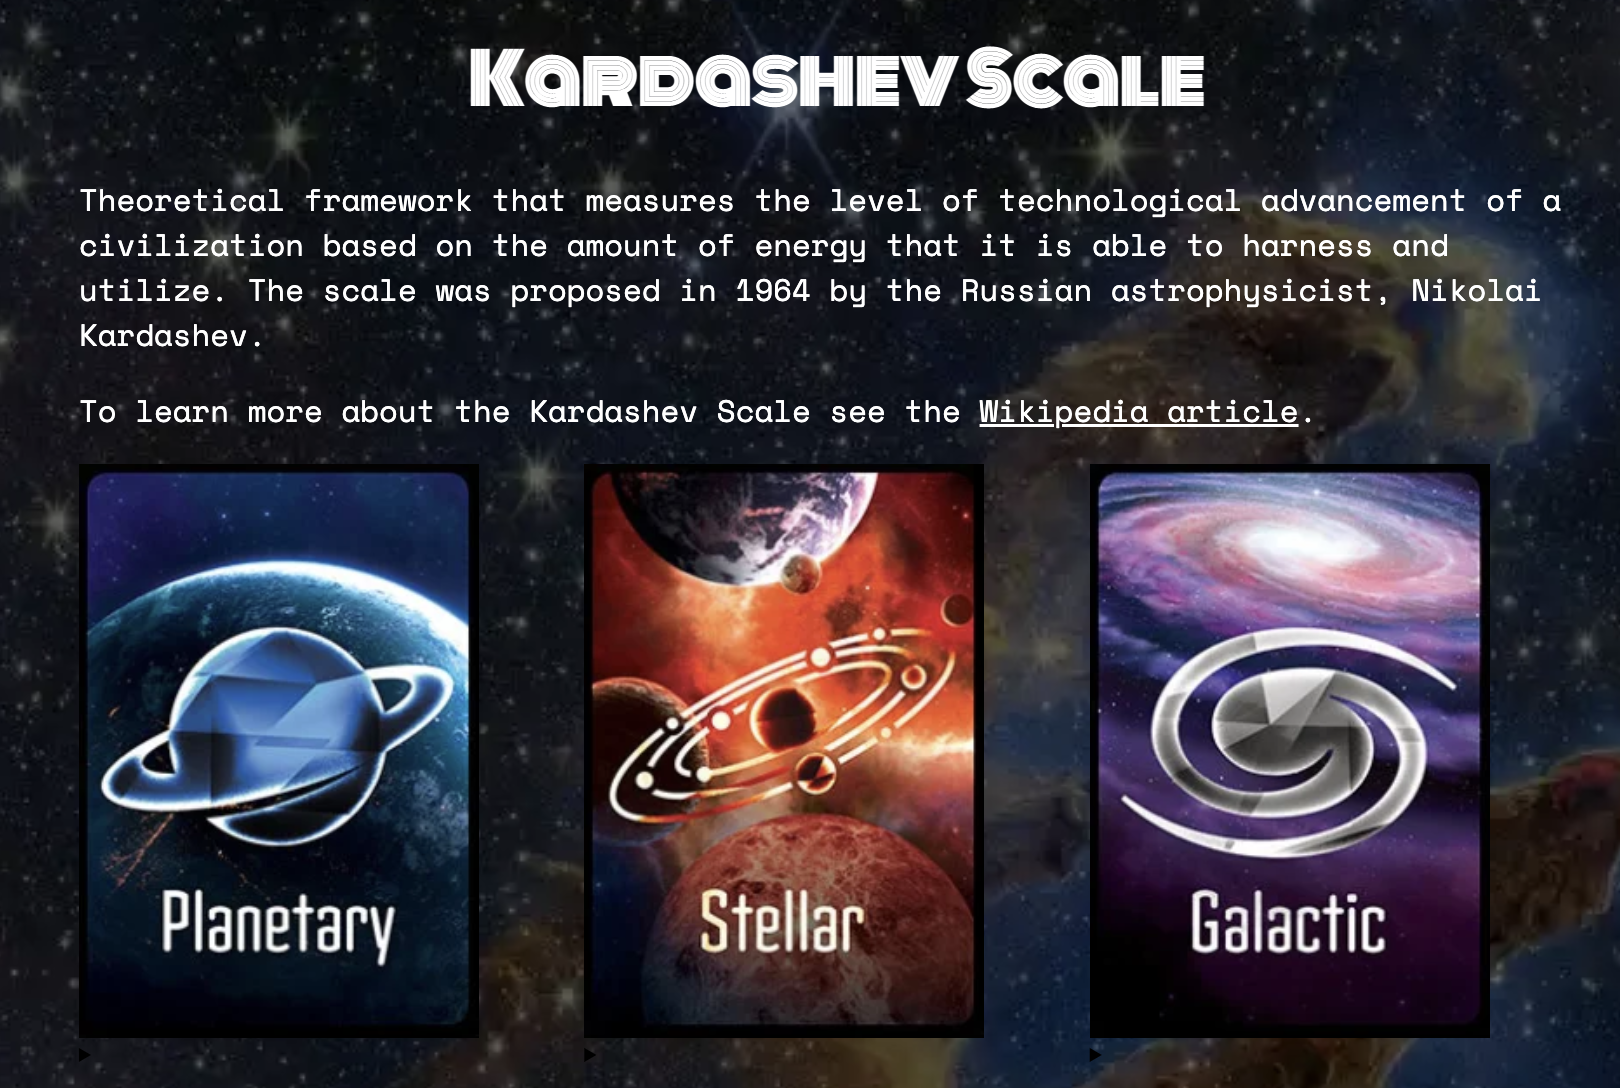 Kardashev Scale
Theoretical framework that measures the level of technological advancement of a
civilization based on the amount of energy that it is able to harness and
utilize. The scale was proposed in 1964 by the Russian astrophysicist, Nikolai
Kardashev.
To learn more about the Kardashev Scale see the Wikipedia article.
Planetary
Stellar
Galactic